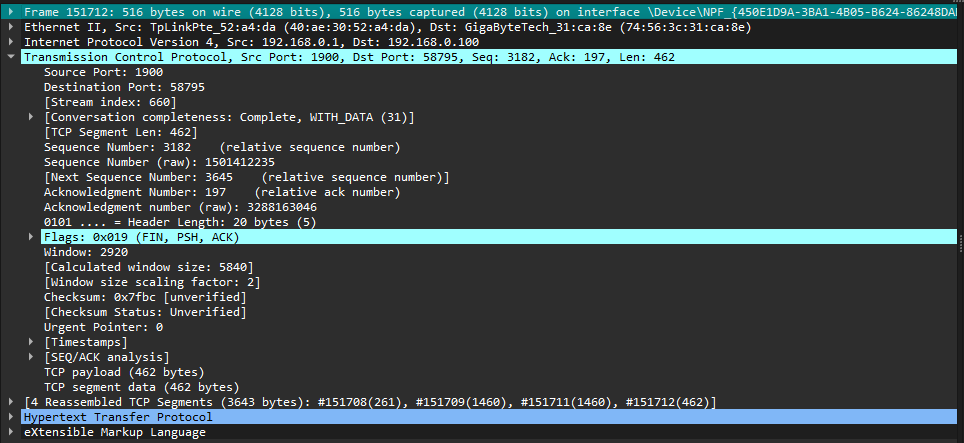 Frame 151712: 516 bytes on wire (4128 bits), 516 bytes captured (4128 bits) on interface \Device\NPF_{450E1D9A-3BA1-4B05-B624-86248DA
Ethernet II, Src: TpLinkPte_52:a4:da (40:ae:30:52:a4:da), Dst: GigaByteTech_31:ca:8e (74:56:3c:31:ca:8e)
Internet Protocol Version 4, Src: 192.168.0.1, Dst: 192.168.0.100
Transmission Control Protocol, Src Port: 1900, Dst Port: 58795, Seq: 3182, Ack: 197, Len: 462
Source Port: 1900
Destination Port: 58795
[Stream index: 660]
[Conversation completeness: Complete, WITH_DATA (31)]
[TCP Segment Len: 462]
Sequence Number: 3182    (relative sequence number)
Sequence Number (raw): 1501412235
[Next Sequence Number: 3645    (relative sequence number)]
Acknowledgment Number: 197    (relative ack number)
Acknowledgment number (raw): 3288163046
0101 .... = Header Length: 20 bytes (5)
Flags: 0x019 (FIN, PSH, ACK)
Window: 2920
[Calculated window size: 5840]
[Window size scaling factor: 2]
Checksum: 0x7fbc [unverified]
[Checksum Status: Unverified]
Urgent Pointer: 0
[Timestamps]
[SEQ/ACK analysis]
TCP payload (462 bytes)
TCP segment data (462 bytes)
[4 Reassembled TCP Segments (3643 bytes): #151708(261), #151709(1460), #151711(1460), #151712(462)]
Hypertext Transfer Protocol
eXtensible Markup Language